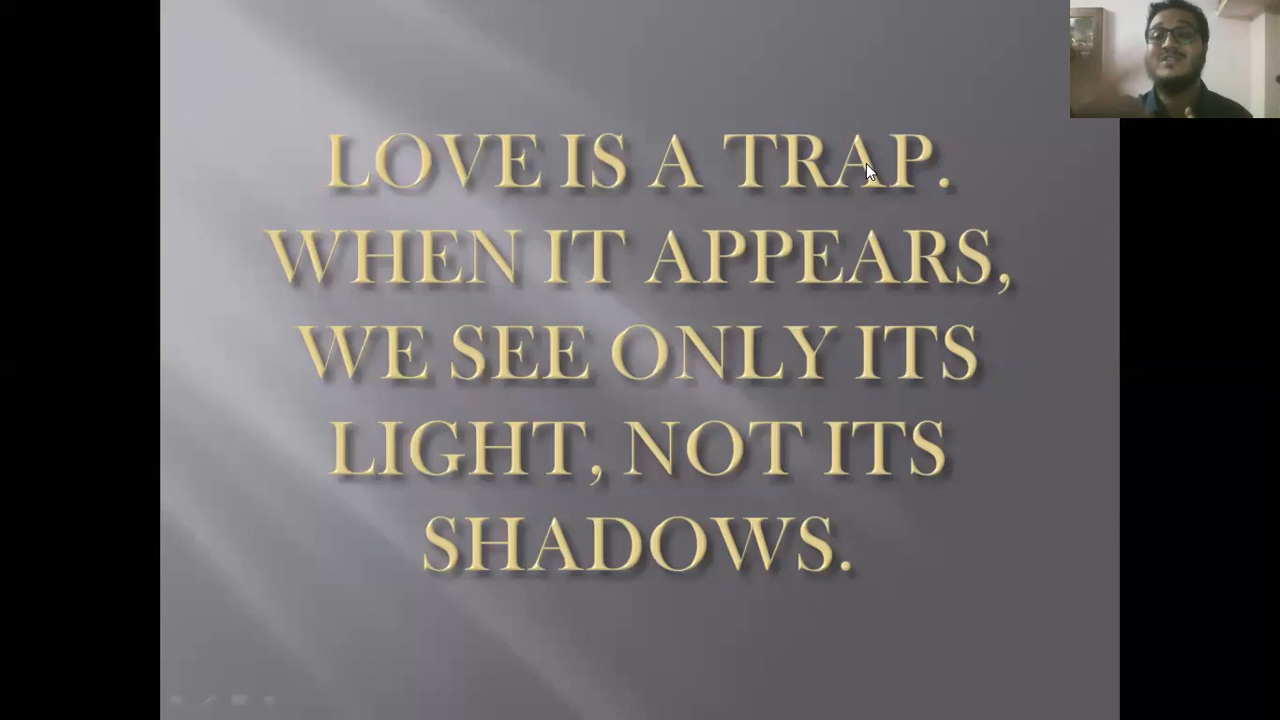 LOVE IS A TRAP.
WHEN IT APPEARS,
WE SEE ONLY ITS
LIGHT, NOT ITS
SHADOWS.